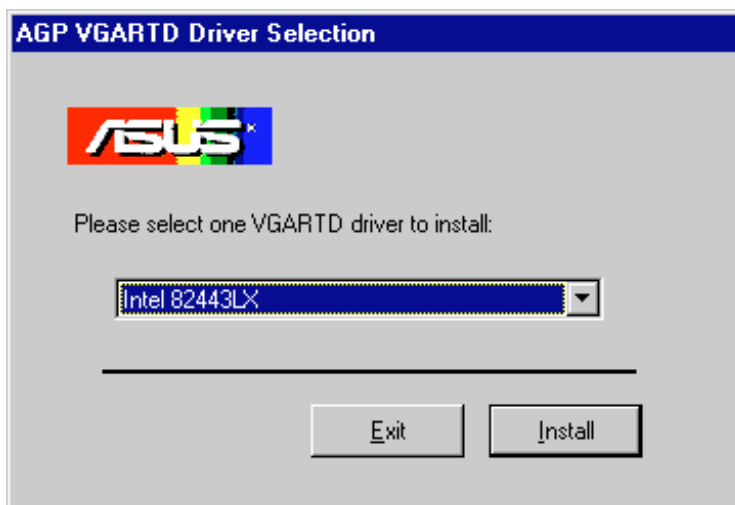 AGP VGARTD Driver Selection
ASUS
Please select one VGARTD driver to install:
Intel 82443LX
Exit
Install